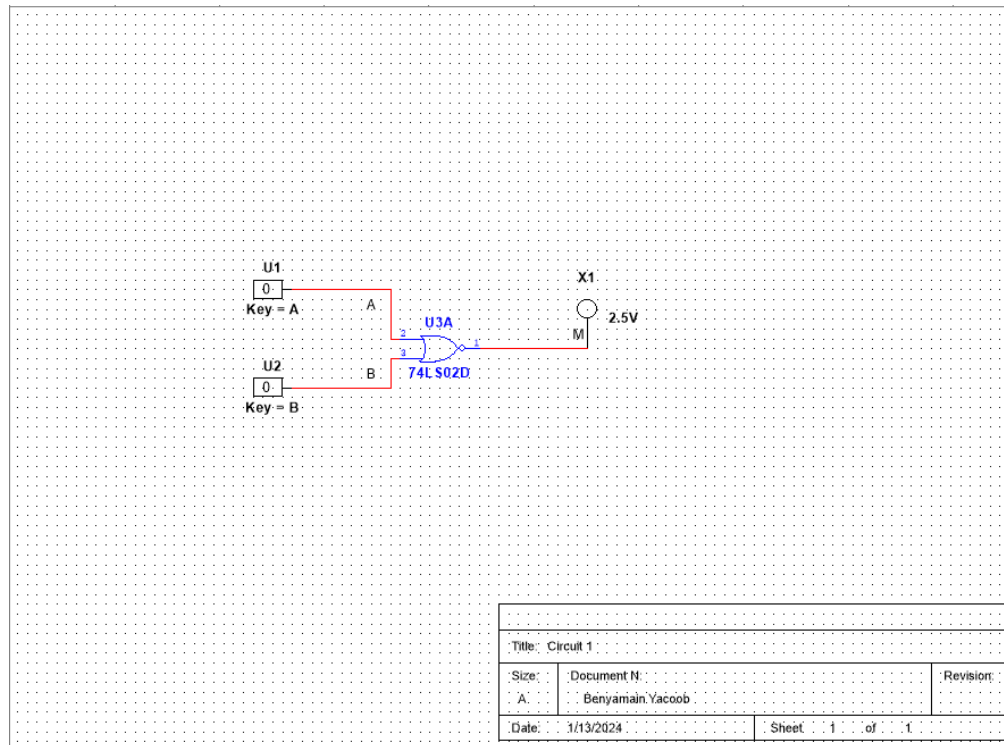 U1
0
Key = A
A
U2
0
Key = B
B
2
3
U3A
1
74LS02D
X1
2.5V
M
Title: Circuit 1
Size:
A
Document N:
Benyamain Yacoob
Revision:
Date: 1/13/2024
Sheet 1 of 1